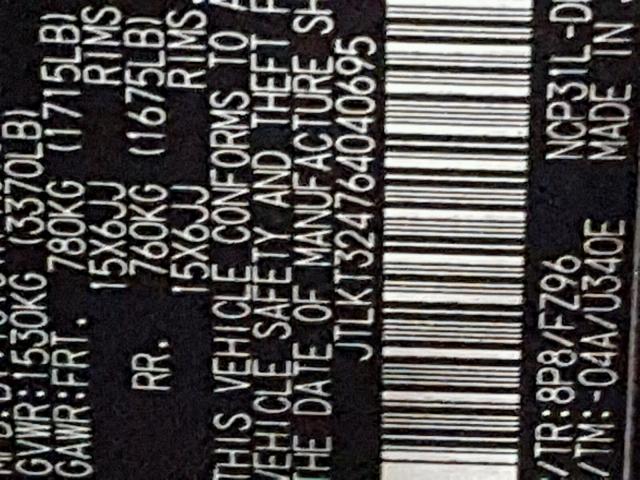 GVWR:1530KG (3370LB)
GAWR:FRT. 780KG (1715LB)
15X6JJ RIMS
RR. 760KG (1675LB)
15X6JJ RIMS
THIS VEHICLE CONFORMS TO
VEHICLE SAFETY AND THEFT
THE DATE OF MANUFACTURE
JTLKT324764040695
/TR:8P8/FZ96 NCP31L-
/TM:-04A/U340E MADE IN